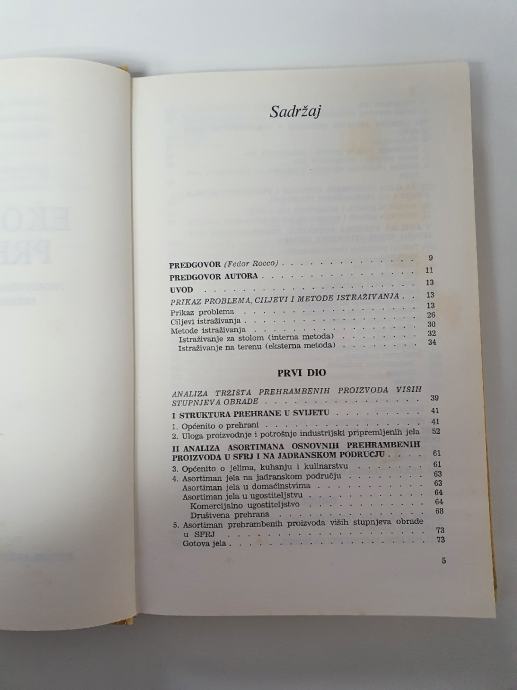 Sadržaj
PREDGOVOR (Fedor Rocco) . . . . . . . . . . . . . 9
PREDGOVOR AUTORA . . . . . . . . . . . . . . . 11
UVOD . . . . . . . . . . . . . . . . . . . . 13
PRIKAZ PROBLEMA, CILJEVI I METODE ISTRAŽIVANJA . . 13
Prikaz problema . . . . . . . . . . . . . . . . 13
Ciljevi istraživanja . . . . . . . . . . . . . . . 26
Metode istraživanja . . . . . . . . . . . . . . . 30
Istraživanje za stolom (interna metoda) . . . . . . . . 32
Istraživanje na terenu (eksterna metoda) . . . . . . . . 34
PRVI DIO
ANALIZA TRŽIŠTA PREHRAMBENIH PROIZVODA VIŠIH
STUPNJEVA OBRADE . . . . . . . . . . . . . . . 39
I STRUKTURA PREHRANE U SVIJETU . . . . . . . . . 41
1. Općenito o prehrani . . . . . . . . . . . . . . 41
2. Uloga proizvodnje i potrošnje industrijski pripremljenih jela 52
II ANALIZA ASORTIMANA OSNOVNIH PREHRAMBENIH
PROIZVODA U SFRJ I NA JADRANSKOM PODRUČJU . . . . 61
3. Općenito o jelima, kuhanju i kulinarstvu . . . . . . . 61
4. Asortiman jela na jadranskom području . . . . . . . . 63
Asortiman jela u domaćinstvima . . . . . . . . . . 63
Asortiman jela u ugostiteljstvu . . . . . . . . . . . 64
Komercijalno ugostiteljstvo . . . . . . . . . . . 64
Društvena prehrana . . . . . . . . . . . . . . 68
5. Asortiman prehrambenih proizvoda viših stupnjeva obrade
u SFRJ . . . . . . . . . . . . . . . . . . . 73
Gotova jela . . . . . . . . . . . . . . . . . . 73
5